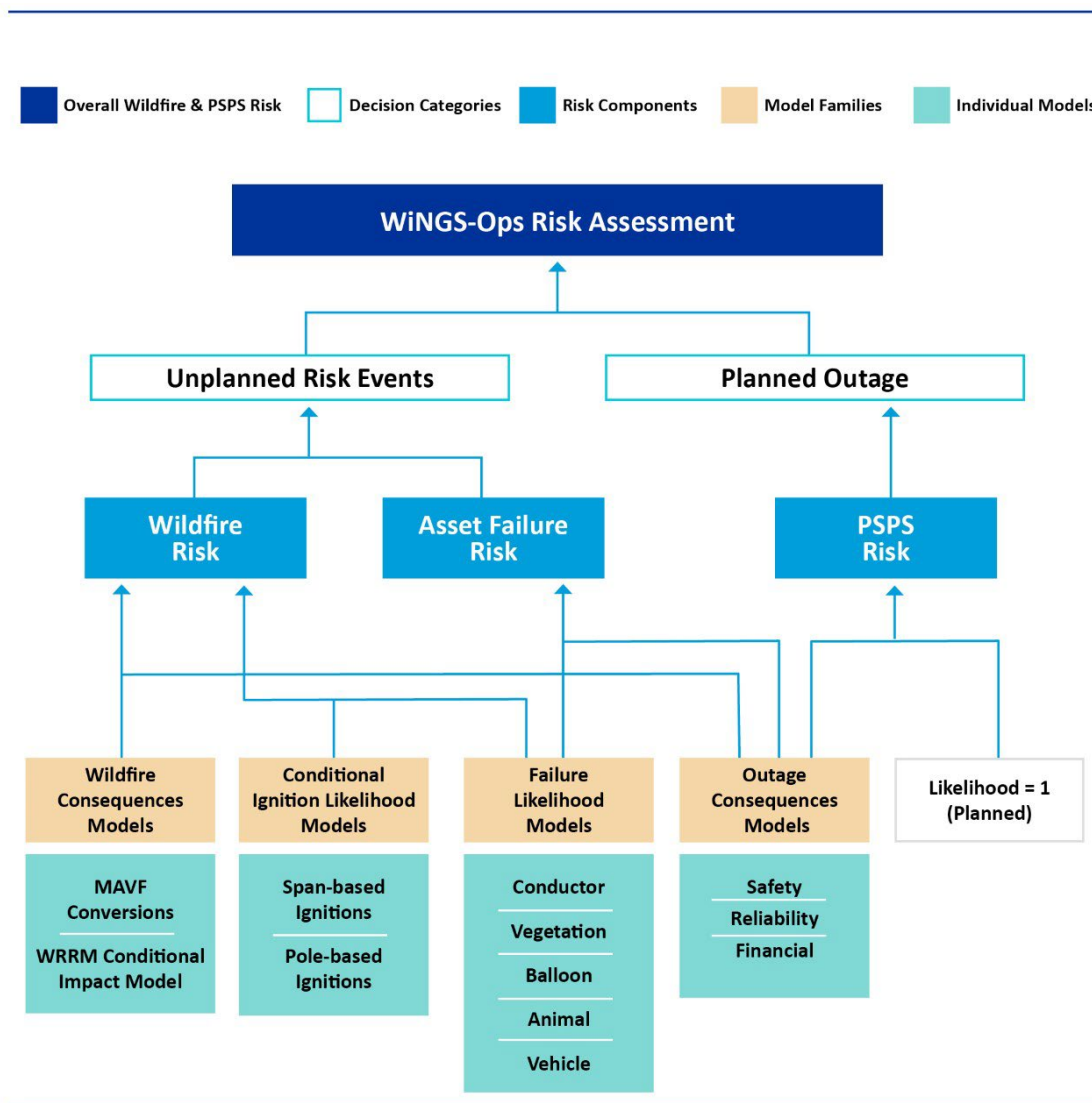 Overall Wildfire & PSPS Risk
Decision Categories
Risk Components
Model Families
Individual Models
WiNGS-Ops Risk Assessment
Unplanned Risk Events
Planned Outage
Wildfire
Risk
Asset Failure
Risk
PSPS
Risk
Wildfire
Consequences
Models
Conditional
Ignition Likelihood
Models
Failure
Likelihood
Models
Outage
Consequences
Models
Likelihood = 1
(Planned)
MAVF
Conversions
WRRM Conditional
Impact Model
Span-based
Ignitions
Pole-based
Ignitions
Conductor
Vegetation
Balloon
Animal
Vehicle
Safety
Reliability
Financial